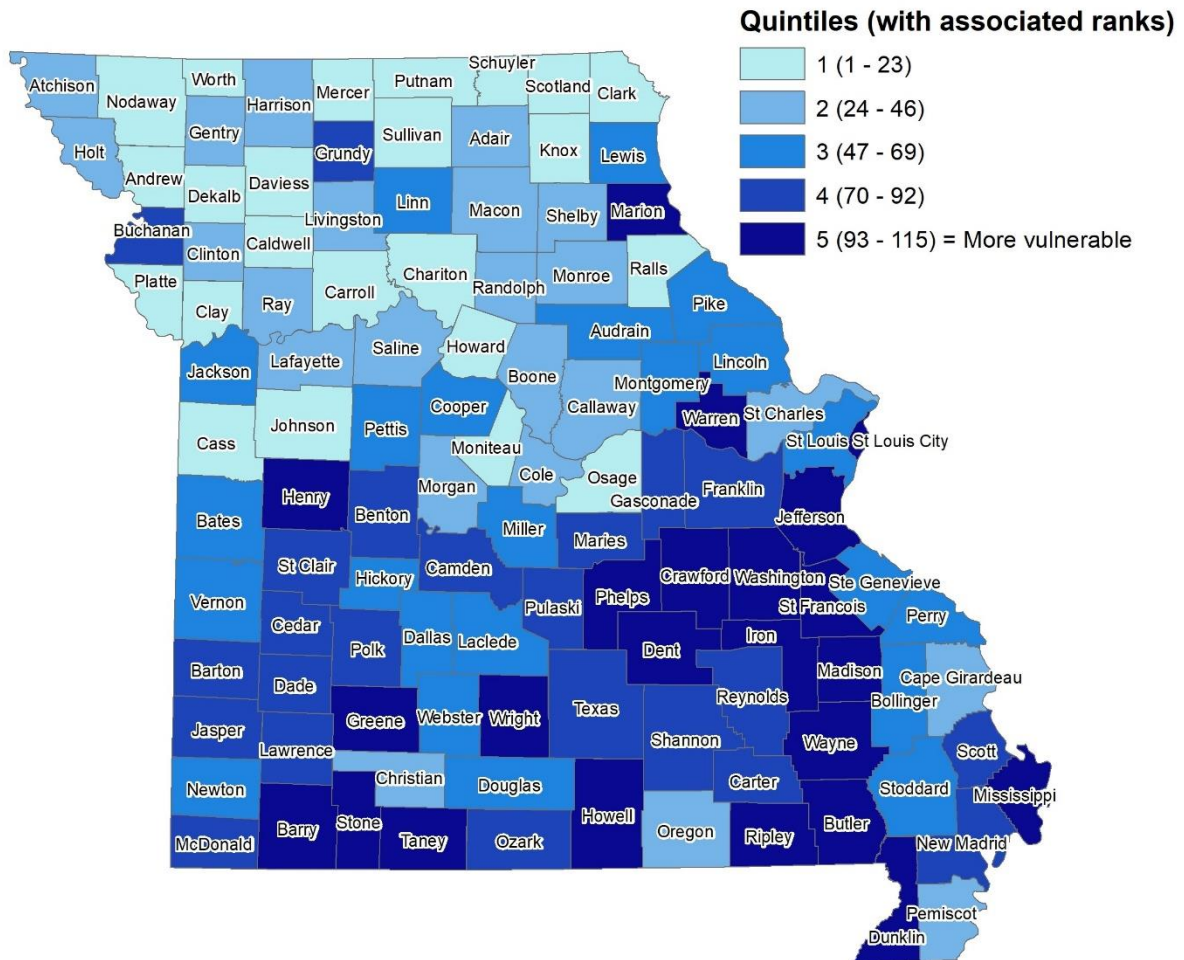 Quintiles (with associated ranks)
1 (1 - 23)
2 (24 - 46)
3 (47 - 69)
4 (70 - 92)
5 (93 - 115) = More vulnerable
Atchison
Nodaway
Worth
Harrison
Mercer
Putnam
Schuyler
Scotland
Clark
Holt
Gentry
Grundy
Sullivan
Adair
Knox
Lewis
Andrew
Dekalb
Daviess
Livingston
Linn
Macon
Shelby
Marion
Buchanan
Clinton
Caldwell
Platte
Clay
Ray
Carroll
Chariton
Randolph
Monroe
Ralls
Pike
Audrain
Jackson
Lafayette
Saline
Howard
Boone
Callaway
Montgomery
Lincoln
Cass
Johnson
Pettis
Cooper
Moniteau
Warren
St Charles
St Louis
St Louis City
Henry
Benton
Morgan
Cole
Osage
Gasconade
Franklin
Jefferson
Bates
Miller
Maries
St Clair
Hickory
Camden
Pulaski
Phelps
Crawford
Washington
Ste Genevieve
St Francois
Perry
Vernon
Cedar
Polk
Dallas
Laclede
Dent
Iron
Madison
Barton
Dade
Bollinger
Cape Girardeau
Greene
Webster
Wright
Texas
Reynolds
Jasper
Lawrence
Shannon
Wayne
Scott
Newton
Christian
Douglas
Carter
Stoddard
Mississippi
McDonald
Barry
Stone
Taney
Ozark
Howell
Oregon
Ripley
Butler
New Madrid
Pemiscot
Dunklin